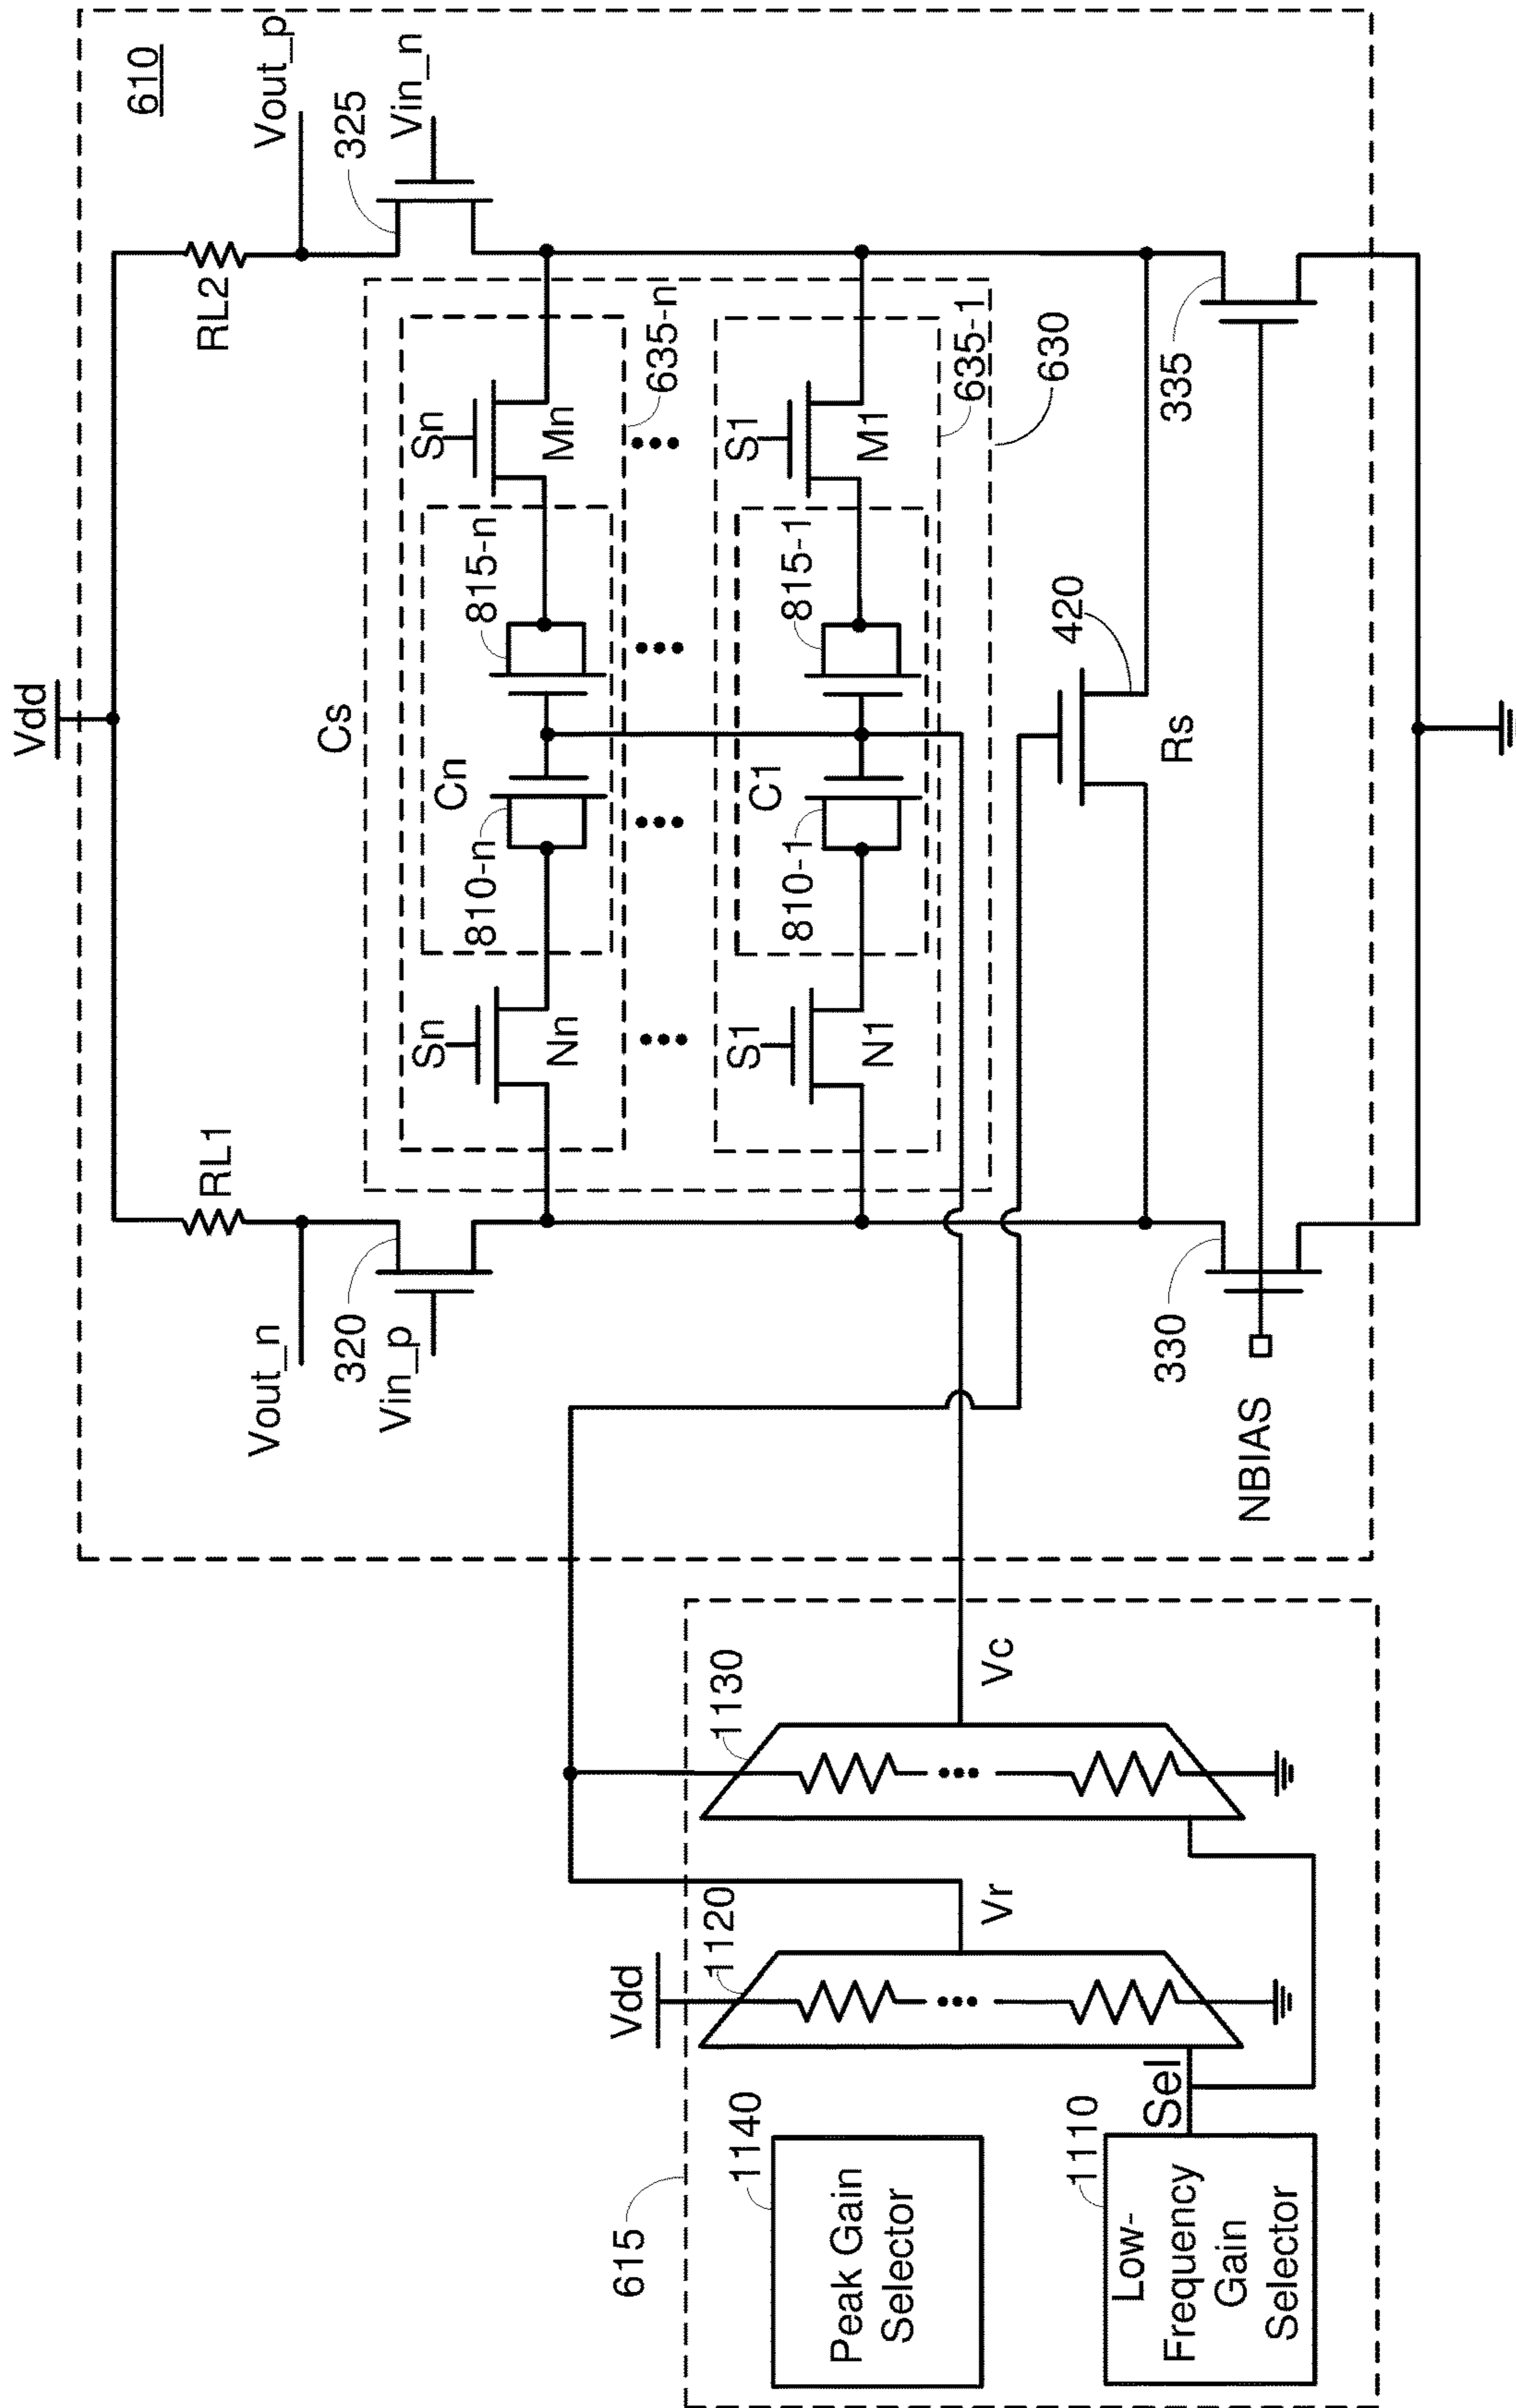 Vdd
610
RL1
RL2
Vout_n
Vout_p
320
325
Vin_p
Vin_n
Cs
Sn
Sn
Cn
810-n
815-n
Nn
Mn
635-n
S1
S1
C1
810-1
815-1
N1
M1
635-1
630
420
Rs
330
335
NBIAS
615
Vdd
1120
1130
1140
Peak Gain
Selector
Vr
Vc
1110
Sel
Low-
Frequency
Gain
Selector